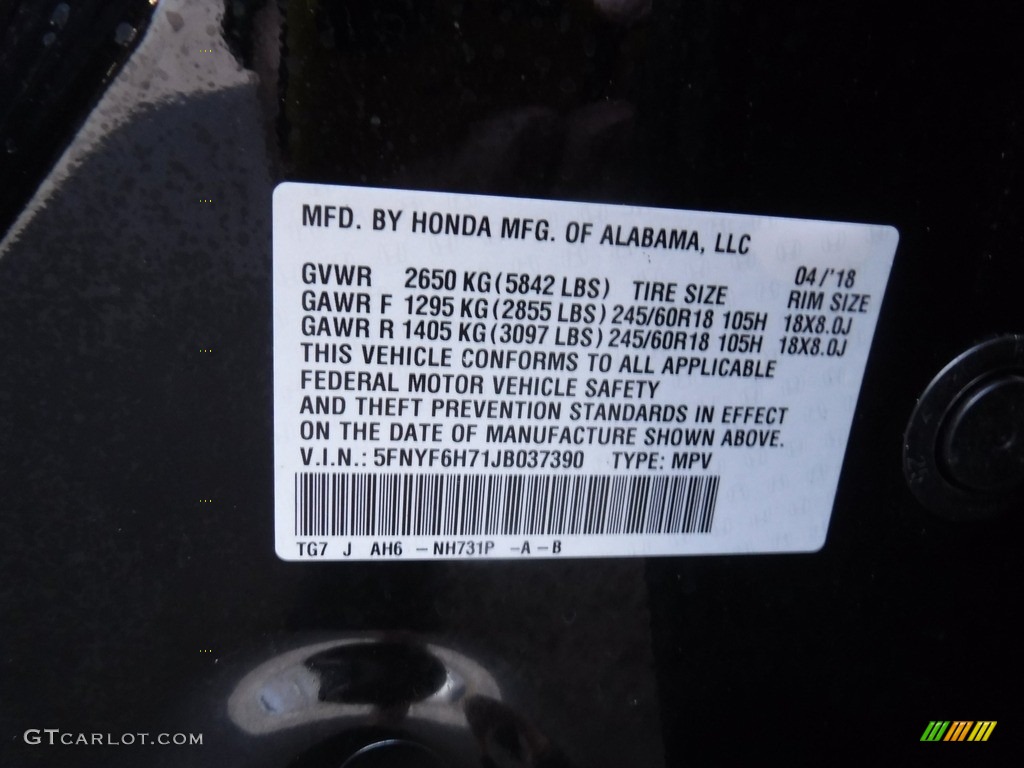 MFD. BY HONDA MFG. OF ALABAMA, LLC
04/'18
GVWR 2650 KG(5842 LBS) TIRE SIZE RIM SIZE
GAWR F 1295 KG(2855 LBS) 245/60R18 105H 18X8.0J
GAWR R 1405 KG(3097 LBS) 245/60R18 105H 18X8.0J
THIS VEHICLE CONFORMS TO ALL APPLICABLE
FEDERAL MOTOR VEHICLE SAFETY
AND THEFT PREVENTION STANDARDS IN EFFECT
ON THE DATE OF MANUFACTURE SHOWN ABOVE.
V.I.N.: 5FNYF6H71JB037390 TYPE: MPV
TG7 J AH6 -NH731P -A-B
GTCARLOT.COM